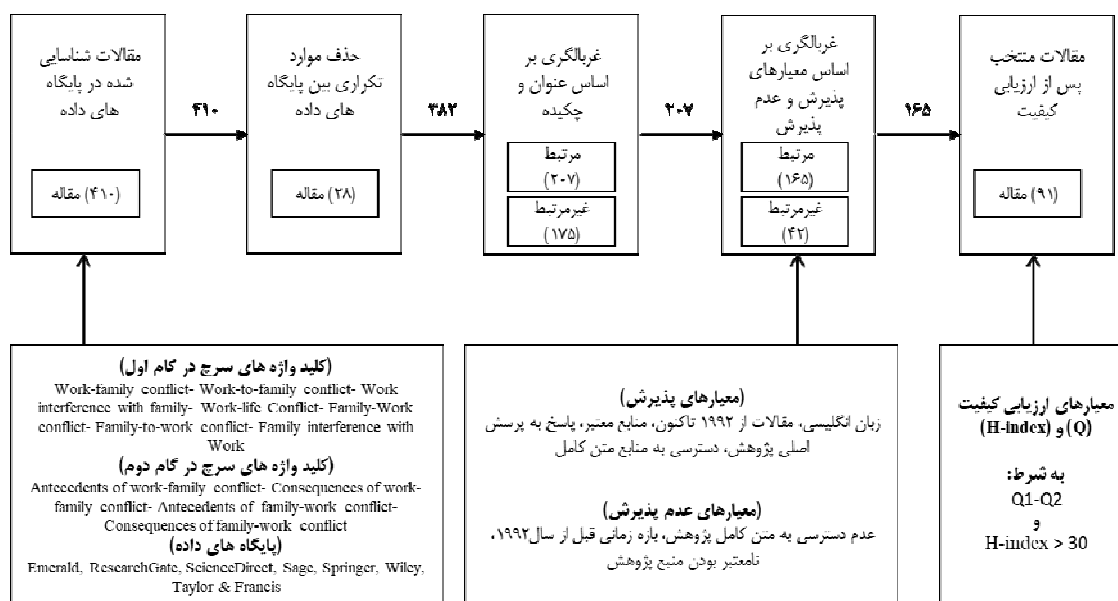 مقالات شناسایی
شده در پایگاه
های داده
(۴۱۰) مقاله
۴۱۰
حذف موارد
تکراری بین پایگاه
های داده
(۲۸) مقاله
۳۸۲
غربالگری بر
اساس عنوان و
چکیده
مرتبط
(۲۰۷)
غیرمرتبط
(۱۷۵)
۲۰۷
غربالگری بر
اساس معیارهای
پذیرش و عدم
پذیرش
مرتبط
(۱۶۵)
غیرمرتبط
(۴۲)
۱۶۵
مقالات منتخب
پس از ارزیابی
کیفیت
(۹۱) مقاله
(کلید واژه های سرچ در گام اول)
Work-family conflict- Work-to-family conflict- Work
interference with family- Work-life Conflict- Family-Work
conflict- Family-to-work conflict- Family interference with
Work
(کلید واژه های سرچ در گام دوم)
Antecedents of work-family conflict- Consequences of work-
family conflict- Antecedents of family-work conflict-
Consequences of family-work conflict
(پایگاه های داده)
Emerald, ResearchGate, ScienceDirect, Sage, Springer, Wiley,
Taylor & Francis
(معیارهای پذیرش)
زبان انگلیسی، مقالات از ۱۹۹۲ تاکنون، منابع معتبر، پاسخ به پرسش
اصلی پژوهش، دسترسی به منابع متن کامل
(معیارهای عدم پذیرش)
عدم دسترسی به متن کامل پژوهش، بازه زمانی قبل از سال۱۹۹۲،
نامعتبر بودن منبع پژوهش
معیارهای ارزیابی کیفیت
(Q) و (H-index)
به شرط:
Q1-Q2
و
H-index > 30